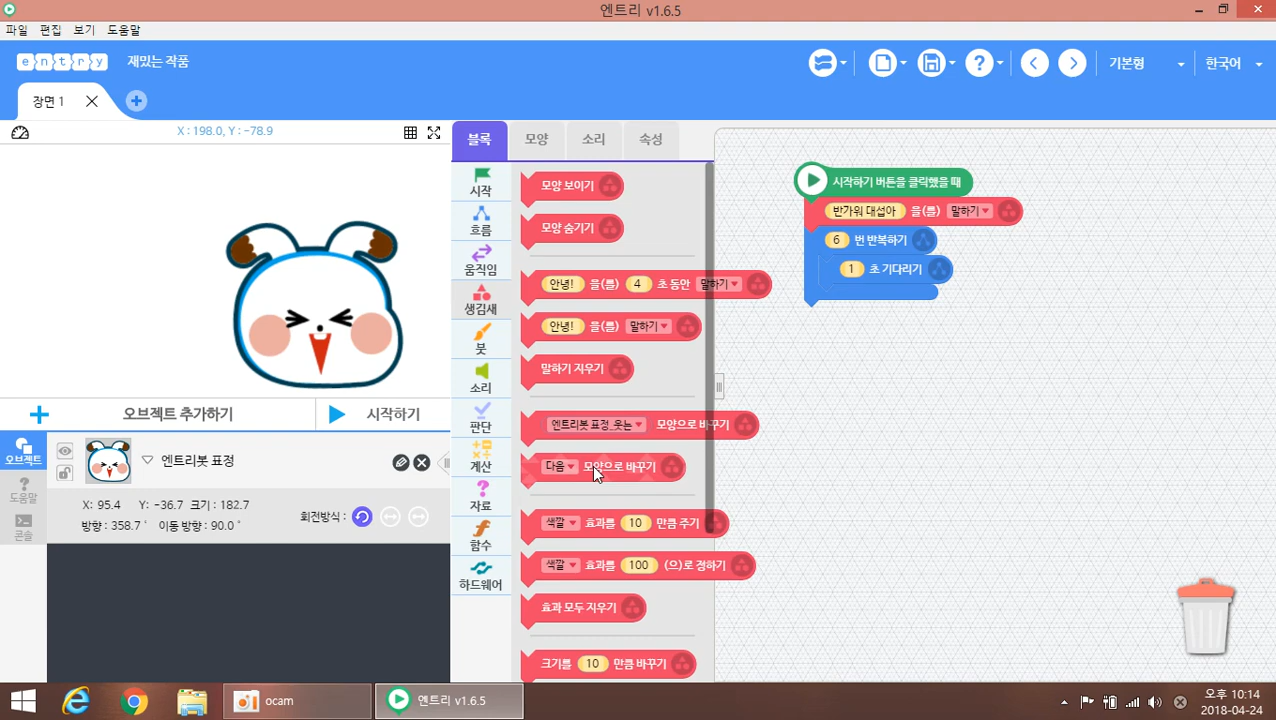 엔트리 v1.6.5
파일 편집 보기 도움말
entry 재밌는 작품 기본형 한국어
장면 1
X : 198.0, Y : -78.9
블록 모양 소리 속성
시작
흐름
움직임
생김새
붓
소리
판단
계산
자료
함수
하드웨어
모양 보이기
모양 숨기기
안녕! 을(를) 4 초 동안 말하기
안녕! 을(를) 말하기
말하기 지우기
엔트리봇 표정_웃는 모양으로 바꾸기
다음 모양으로 바꾸기
색깔 효과를 10 만큼 주기
색깔 효과를 100 (으)로 정하기
효과 모두 지우기
크기를 10 만큼 바꾸기
시작하기 버튼을 클릭했을 때
반가워 대섭아 을(를) 말하기
6 번 반복하기
1 초 기다리기
오브젝트 추가하기 시작하기
오브젝트
도움말
콘솔
엔트리봇 표정
X: 95.4 Y: -36.7 크기 : 182.7
방향 : 358.7 ˚ 이동 방향 : 90.0 ˚ 회전방식 :
ocam
엔트리 v1.6.5
오후 10:14
2018-04-24